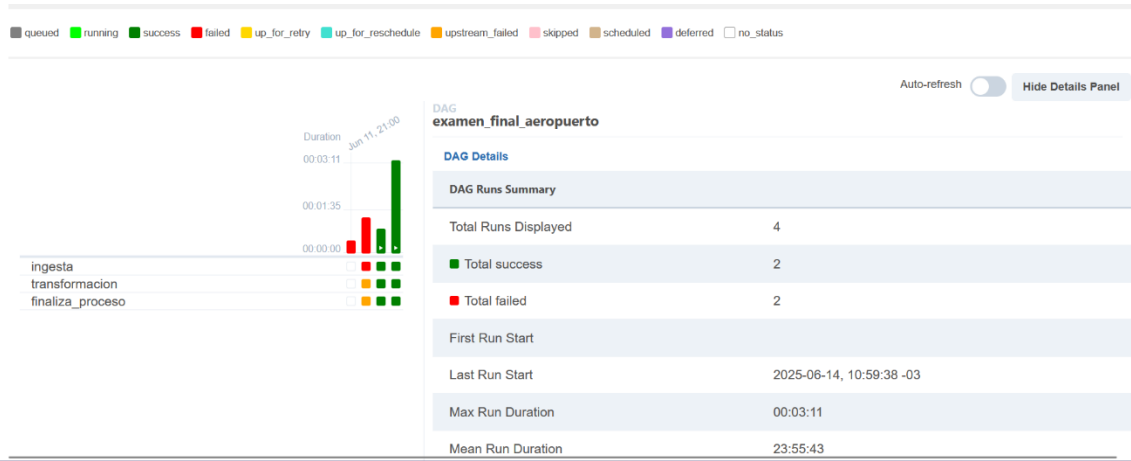 queued running success failed up_for_retry up_for_reschedule upstream_failed skipped scheduled deferred no_status
Auto-refresh Hide Details Panel
DAG
examen_final_aeropuerto
DAG Details
DAG Runs Summary
Total Runs Displayed 4
Total success 2
Total failed 2
First Run Start
Last Run Start 2025-06-14, 10:59:38 -03
Max Run Duration 00:03:11
Mean Run Duration 23:55:43
Duration
Jun 11, 21:00
00:03:11
00:01:35
00:00:00
ingesta
transformacion
finaliza_proceso